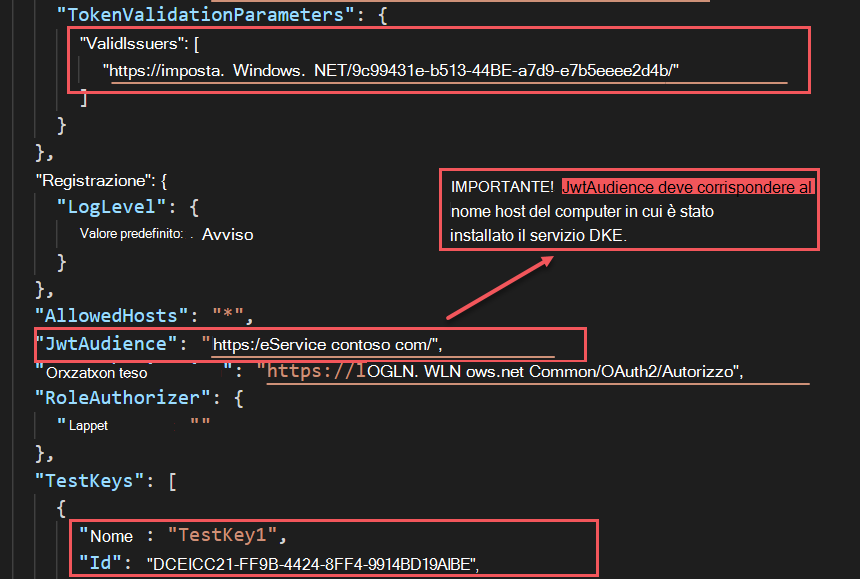 "TokenValidationParameters": {
"ValidIssuers": [
"https://imposta. Windows. NET/9c99431e-b513-44BE-a7d9-e7b5eeee2d4b/"
]
}
},
"Registrazione": {
"LogLevel": {
Valore predefinito: . Avviso
}
},
IMPORTANTE! JwtAudience deve corrispondere al
nome host del computer in cui è stato
installato il servizio DKE.
"AllowedHosts": "*",
"JwtAudience": "https:/eService contoso com/",
"Orxzatxon teso ": "https://lOGLN. WLN ows.net Common/OAuth2/Autorizzo",
"RoleAuthorizer": {
"Lappet ""
},
"TestKeys": [
{
"Nome : "TestKey1",
"Id": "DCEICC21-FF9B-4424-8FF4-9914BD19AIBE",